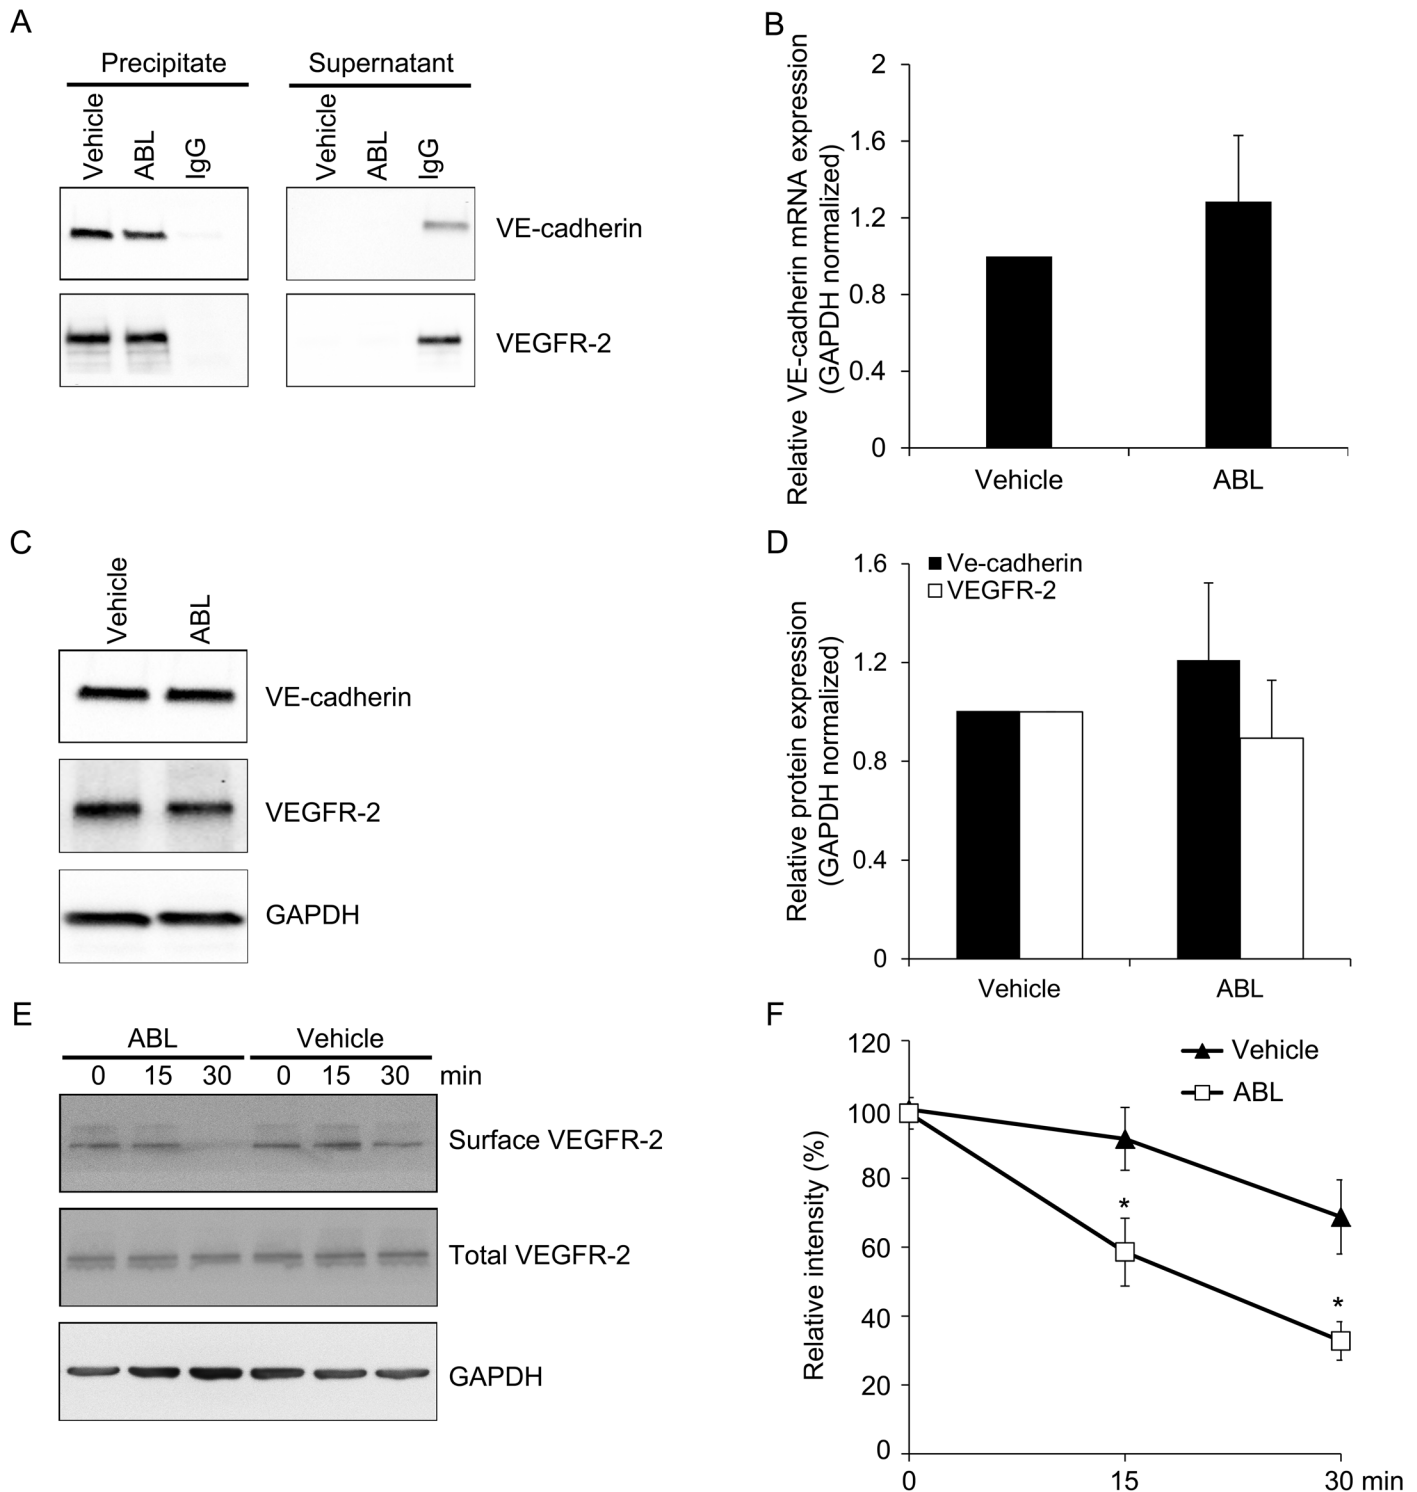 A
Precipitate
Supernatant
Vehicle
ABL
IgG
Vehicle
ABL
IgG
VE-cadherin
VEGFR-2
B
Relative VE-cadherin mRNA expression
(GAPDH normalized)
2
1.6
1.2
0.8
0.4
0
Vehicle
ABL
C
Vehicle
ABL
VE-cadherin
VEGFR-2
GAPDH
D
Relative protein expression
(GAPDH normalized)
1.6
1.2
0.8
0.4
0
Ve-cadherin
VEGFR-2
Vehicle
ABL
E
ABL
Vehicle
0 15 30 0 15 30 min
Surface VEGFR-2
Total VEGFR-2
GAPDH
F
Relative intensity (%)
120
100
80
60
40
20
0
Vehicle
ABL
*
*
0 15 30 min